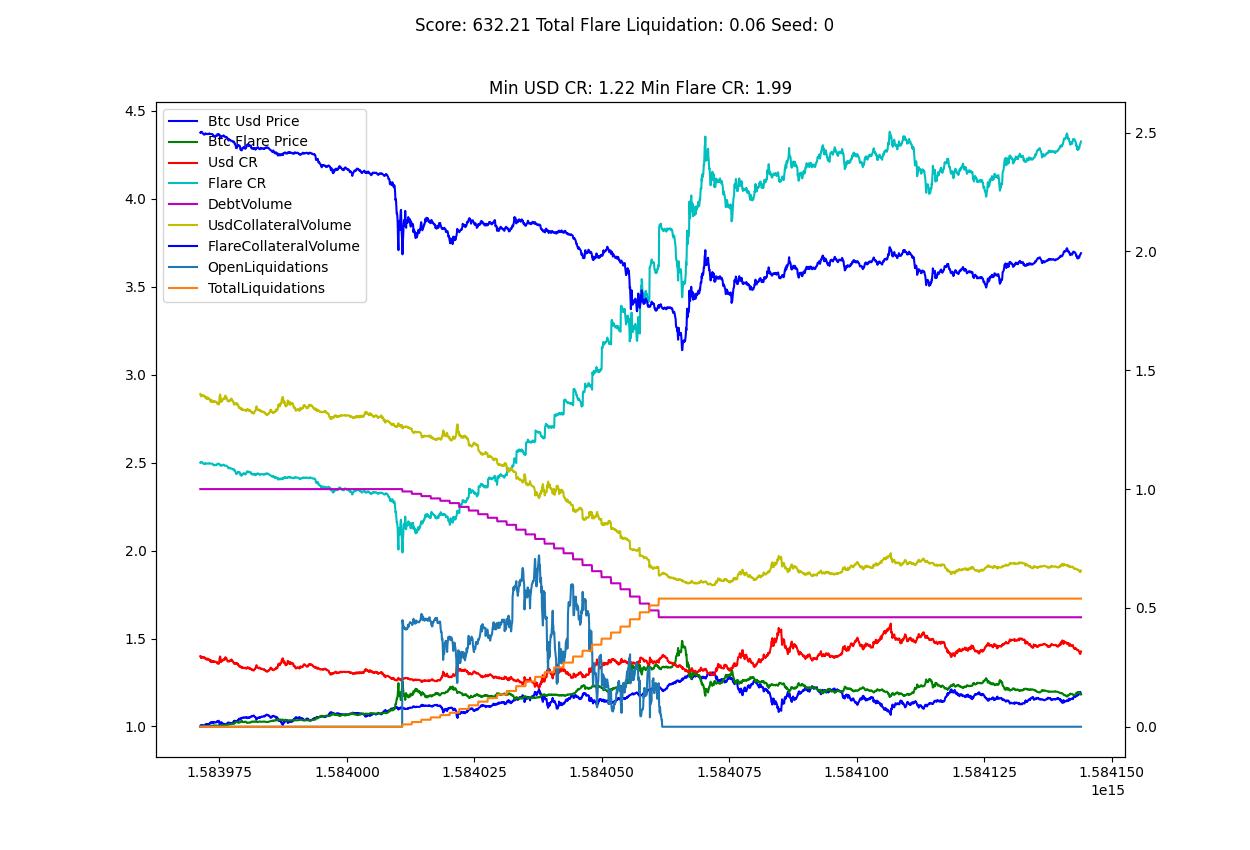 Score: 632.21 Total Flare Liquidation: 0.06 Seed: 0
Min USD CR: 1.22 Min Flare CR: 1.99
Btc Usd Price
Btc Flare Price
Usd CR
Flare CR
DebtVolume
UsdCollateralVolume
FlareCollateralVolume
OpenLiquidations
TotalLiquidations
4.5
4.0
3.5
3.0
2.5
2.0
1.5
1.0
2.5
2.0
1.5
1.0
0.5
0.0
1.583975 1.584000 1.584025 1.584050 1.584075 1.584100 1.584125 1.584150
1e15